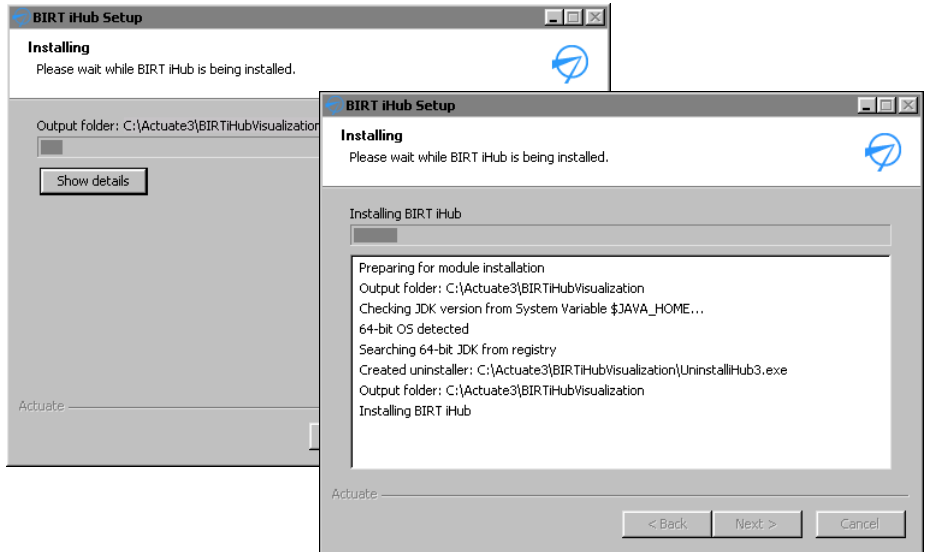 BIRT iHub Setup
Installing
Please wait while BIRT iHub is being installed.
Output folder: C:\Actuate3\BIRTiHubVisualization
Show details
Actuate
BIRT iHub Setup
Installing
Please wait while BIRT iHub is being installed.
Installing BIRT iHub
Preparing for module installation
Output folder: C:\Actuate3\BIRTiHubVisualization
Checking JDK version from System Variable $JAVA_HOME...
64-bit OS detected
Searching 64-bit JDK from registry
Created uninstaller: C:\Actuate3\BIRTiHubVisualization\UninstalliHub3.exe
Output folder: C:\Actuate3\BIRTiHubVisualization
Installing BIRT iHub
Actuate
< Back
Next >
Cancel